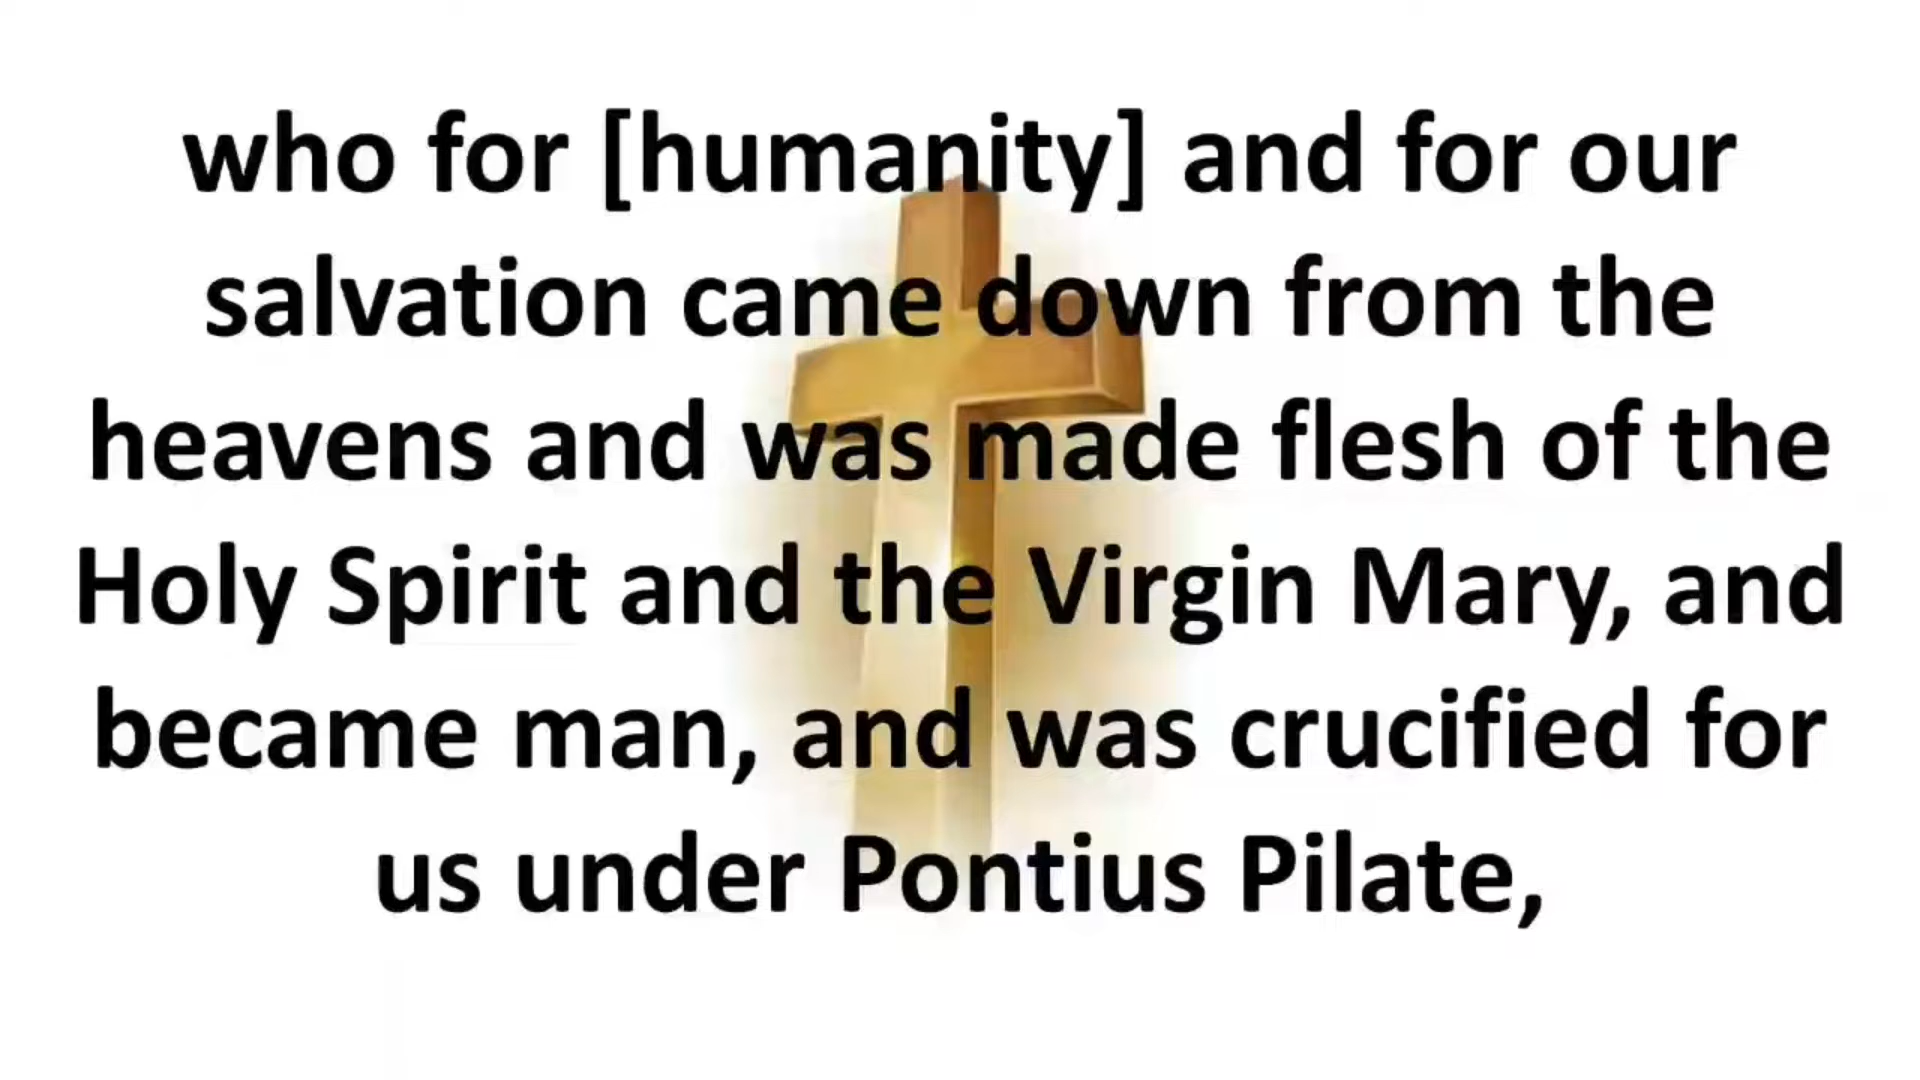 who for [humanity] and for our
salvation came down from the
heavens and was made flesh of the
Holy Spirit and the Virgin Mary, and
became man, and was crucified for
us under Pontius Pilate,